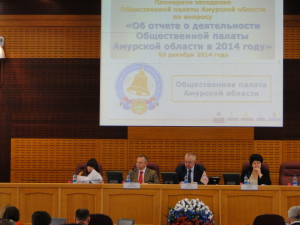 Пленарное заседание
Общественной палаты Амурской области
по вопросу
«Об отчете о деятельности
Общественной палаты
Амурской области в 2014 году»
03 декабря 2014 года
Общественная палата
Амурской области